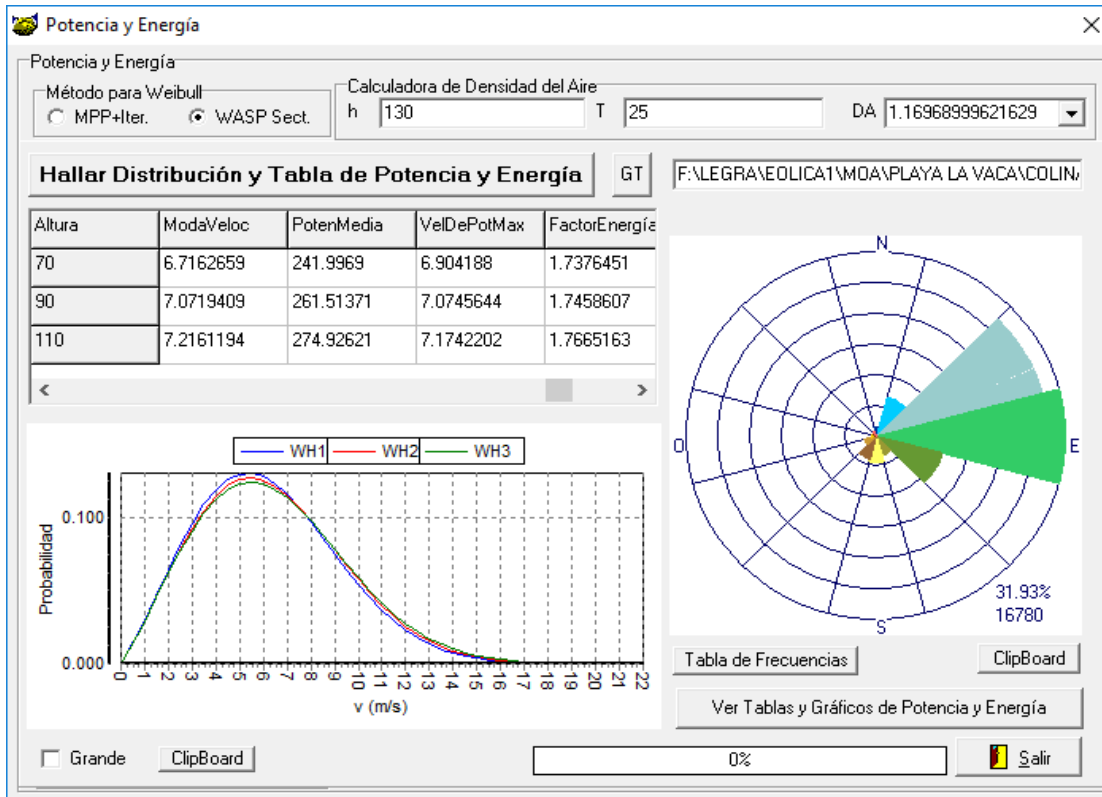 Potencia y Energía
Potencia y Energía
Método para Weibull
MPP+Iter. WASP Sect.
Calculadora de Densidad del Aire
h 130 T 25 DA 1.16968999621629
Hallar Distribución y Tabla de Potencia y Energía GT F:\LEGRA\EOLICA1\MOA\PLAYA LA VACA\COLINA
Altura ModaVeloc PotenMedia VelDePotMax FactorEnergía
70 6.7162659 241.9969 6.904188 1.7376451
90 7.0719409 261.51371 7.0745644 1.7458607
110 7.2161194 274.92621 7.1742202 1.7665163
N
O E
S
31.93%
16780
WH1 WH2 WH3
Probabilidad
0.100
0.000
0 1 2 3 4 5 6 7 8 9 10 11 12 13 14 15 16 17 18 19 20 21 22
v (m/s)
Tabla de Frecuencias ClipBoard
Ver Tablas y Gráficos de Potencia y Energía
Grande ClipBoard 0% Salir